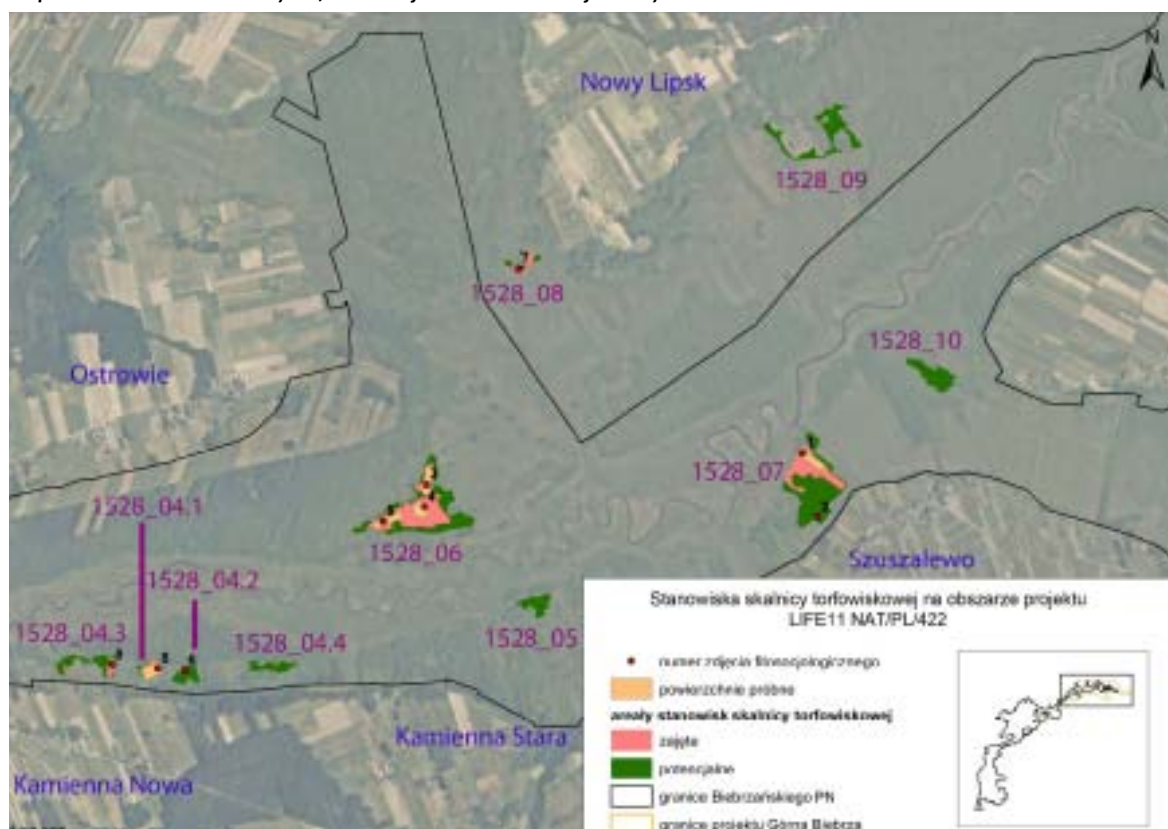 N
Nowy Lipsk
1528_09
1528_08
1528_10
Ostrowie
1528_07
1528_04.1
1528_06
Szuszalewo
1528_04.2
1528_05
1528_04.3
1528_04.4
Kamienna Stara
Kamienna Nowa
Stanowiska skalnicy torfowiskowej na obszarze projektu
LIFE11 NAT/PL/422
numer zdjęcia fitosocjologicznego
powierzchnie próbne
areały stanowisk skalnicy torfowiskowej
zajęte
potencjalne
granice Biebrzańskiego PN
granice projektu Górna Biebrza